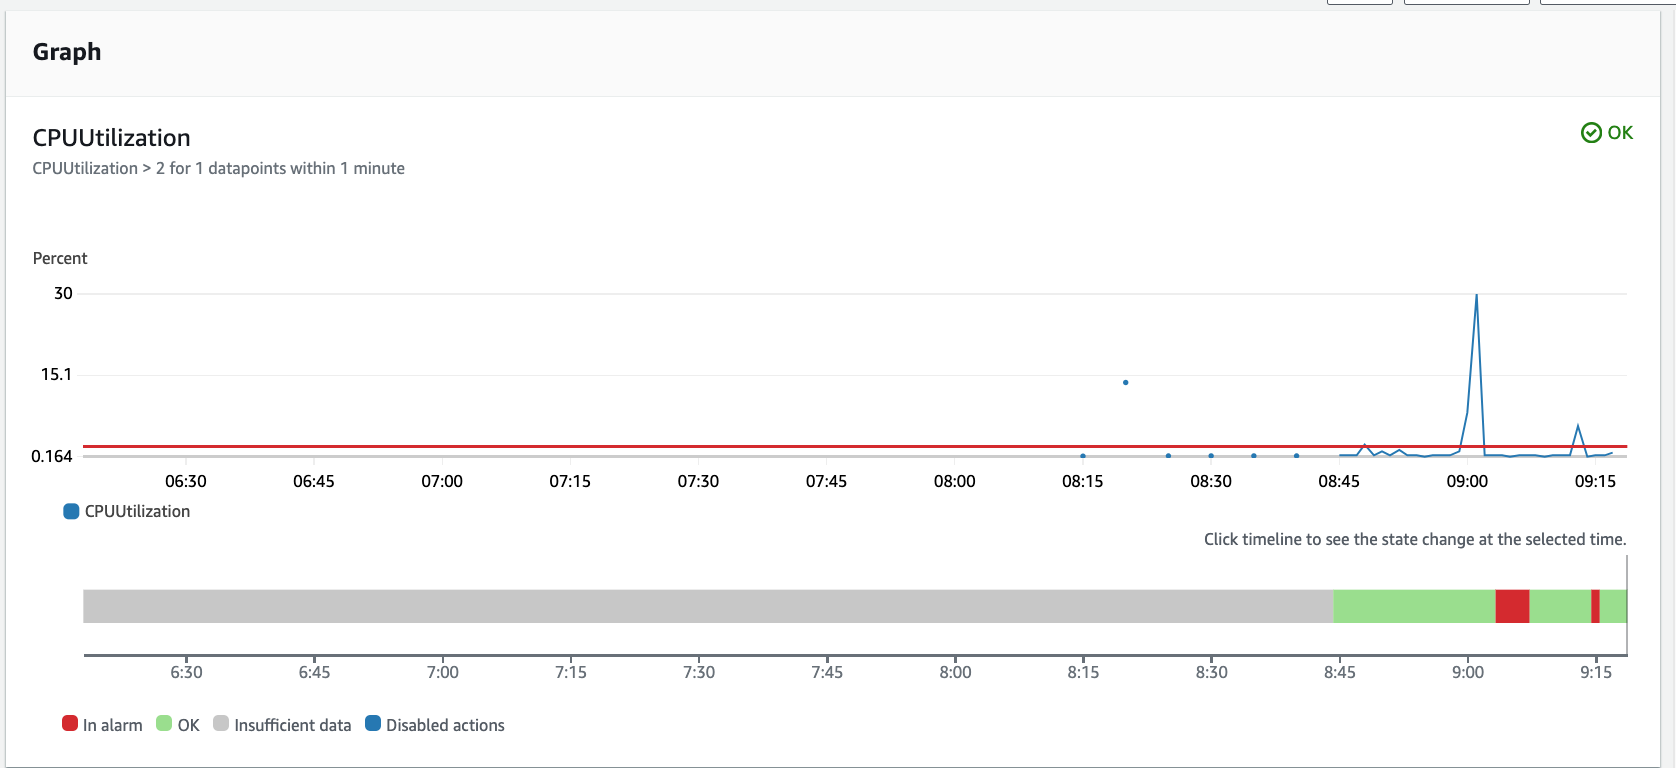 Graph
CPUUtilization
OK
CPUUtilization > 2 for 1 datapoints within 1 minute
Percent
30
15.1
0.164
06:30 06:45 07:00 07:15 07:30 07:45 08:00 08:15 08:30 08:45 09:00 09:15
CPUUtilization
Click timeline to see the state change at the selected time.
6:30 6:45 7:00 7:15 7:30 7:45 8:00 8:15 8:30 8:45 9:00 9:15
In alarm OK Insufficient data Disabled actions